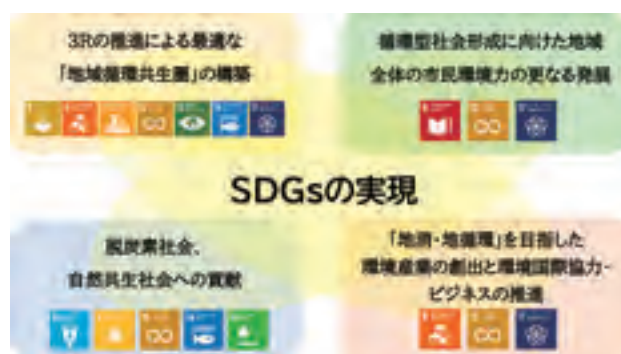 3Rの推進による最適な
「地域循環共生圏」の構築
循環型社会形成に向けた地域
全体の市民環境力の更なる発展
SDGsの実現
脱炭素社会、
自然共生社会への貢献
「地消・地循環」を目指した
環境産業の創出と環境国際協力・
ビジネスの推進